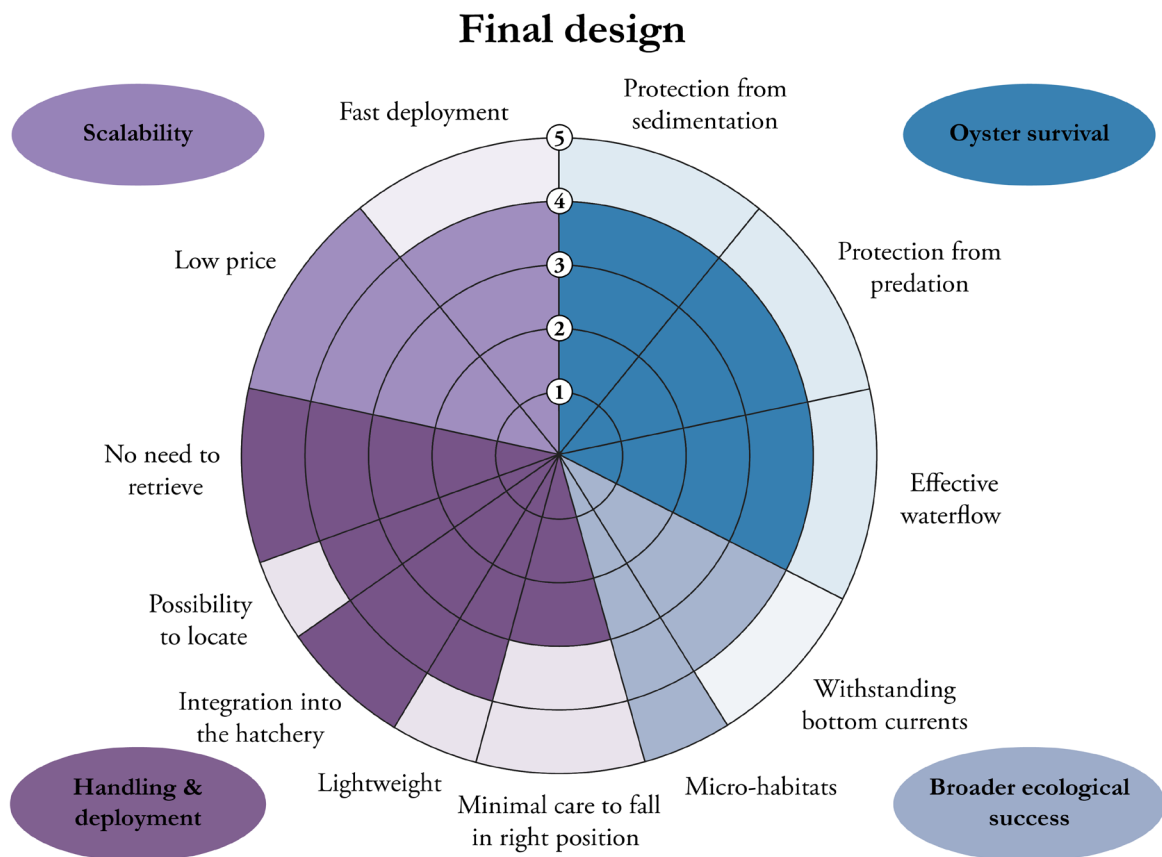 Final design
Scalability
Fast deployment
Protection from
sedimentation
Oyster survival
Low price
Protection from
predation
5
4
3
2
1
No need to
retrieve
Effective
waterflow
Possibility
to locate
Integration into
the hatchery
Withstanding
bottom currents
Lightweight
Minimal care to fall
in right position
Micro-habitats
Handling &
deployment
Broader ecological
success